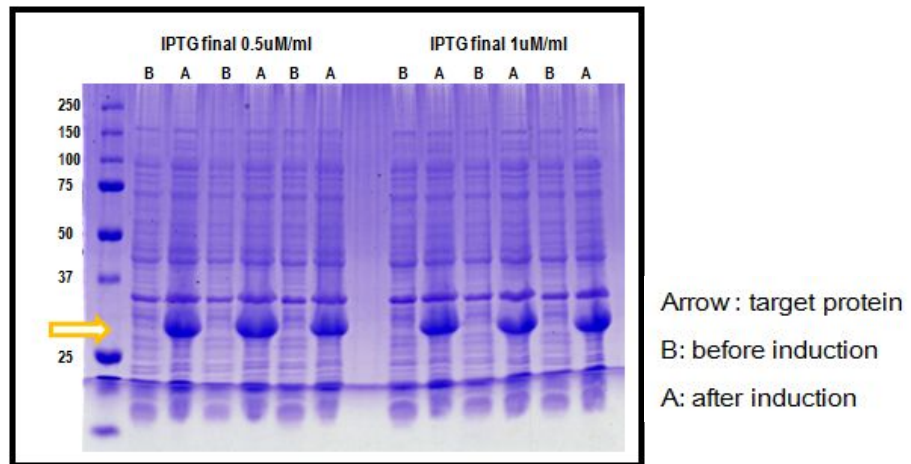 IPTG final 0.5uM/ml IPTG final 1uM/ml
B A B A B A B A B A B A
250
150
100
75
50
37
25
Arrow : target protein
B: before induction
A: after induction